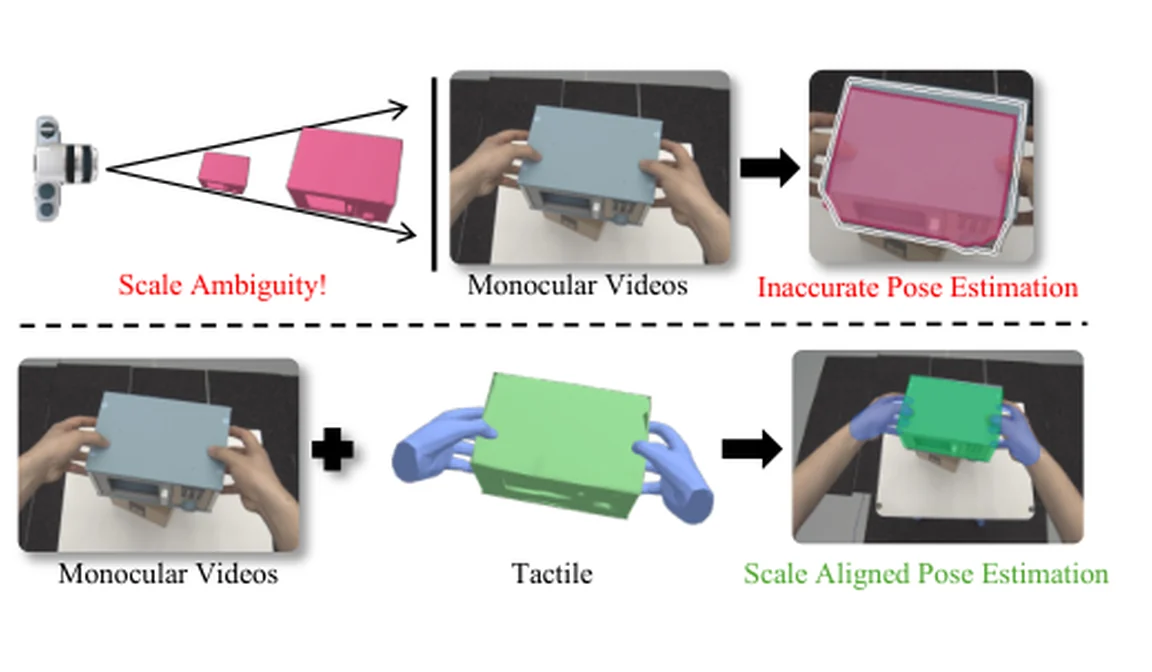 Scale Ambiguity!
Monocular Videos
Inaccurate Pose Estimation
Monocular Videos
Tactile
Scale Aligned Pose Estimation